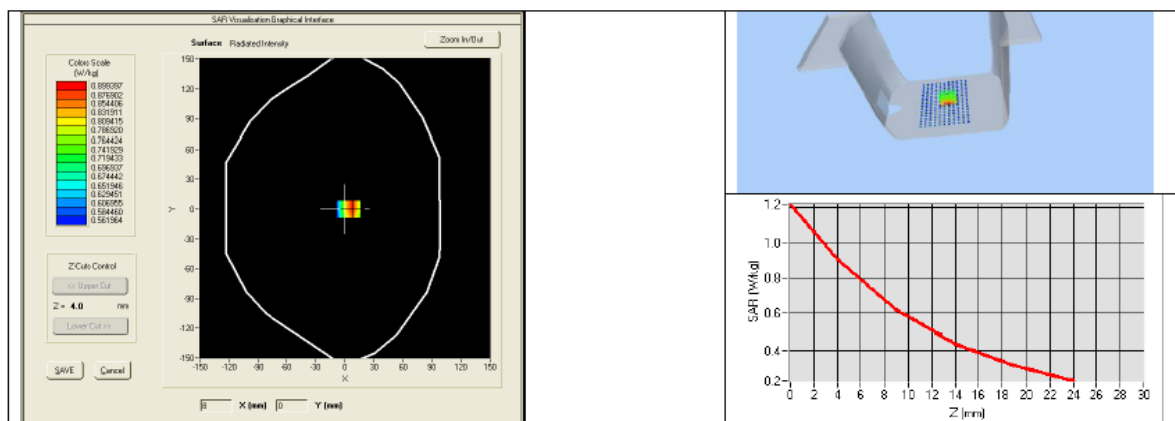 SAR Visualisation Graphical Interface
Surface Radiated Intensity
Zoom In/Out
Colors Scale
(W/kg)
0.899397
0.876902
0.854406
0.831911
0.809415
0.786920
0.764424
0.741929
0.719433
0.696937
0.674442
0.651946
0.629451
0.606955
0.584460
0.561964
Z-Cuts Control
<< Upper Cut
Z = 4.0 mm
Lower Cut >>
SAVE Cancel
150
120
90
60
30
0
-30
-60
-90
-120
-150
Y
-150 -120 -90 -60 -30 0 30 60 90 120 150
X
8 X (mm) 0 Y (mm)
1.2
1.0
0.8
0.6
0.4
0.2
SAR (W/kg)
0 2 4 6 8 10 12 14 16 18 20 22 24 26 28 30
Z (mm)